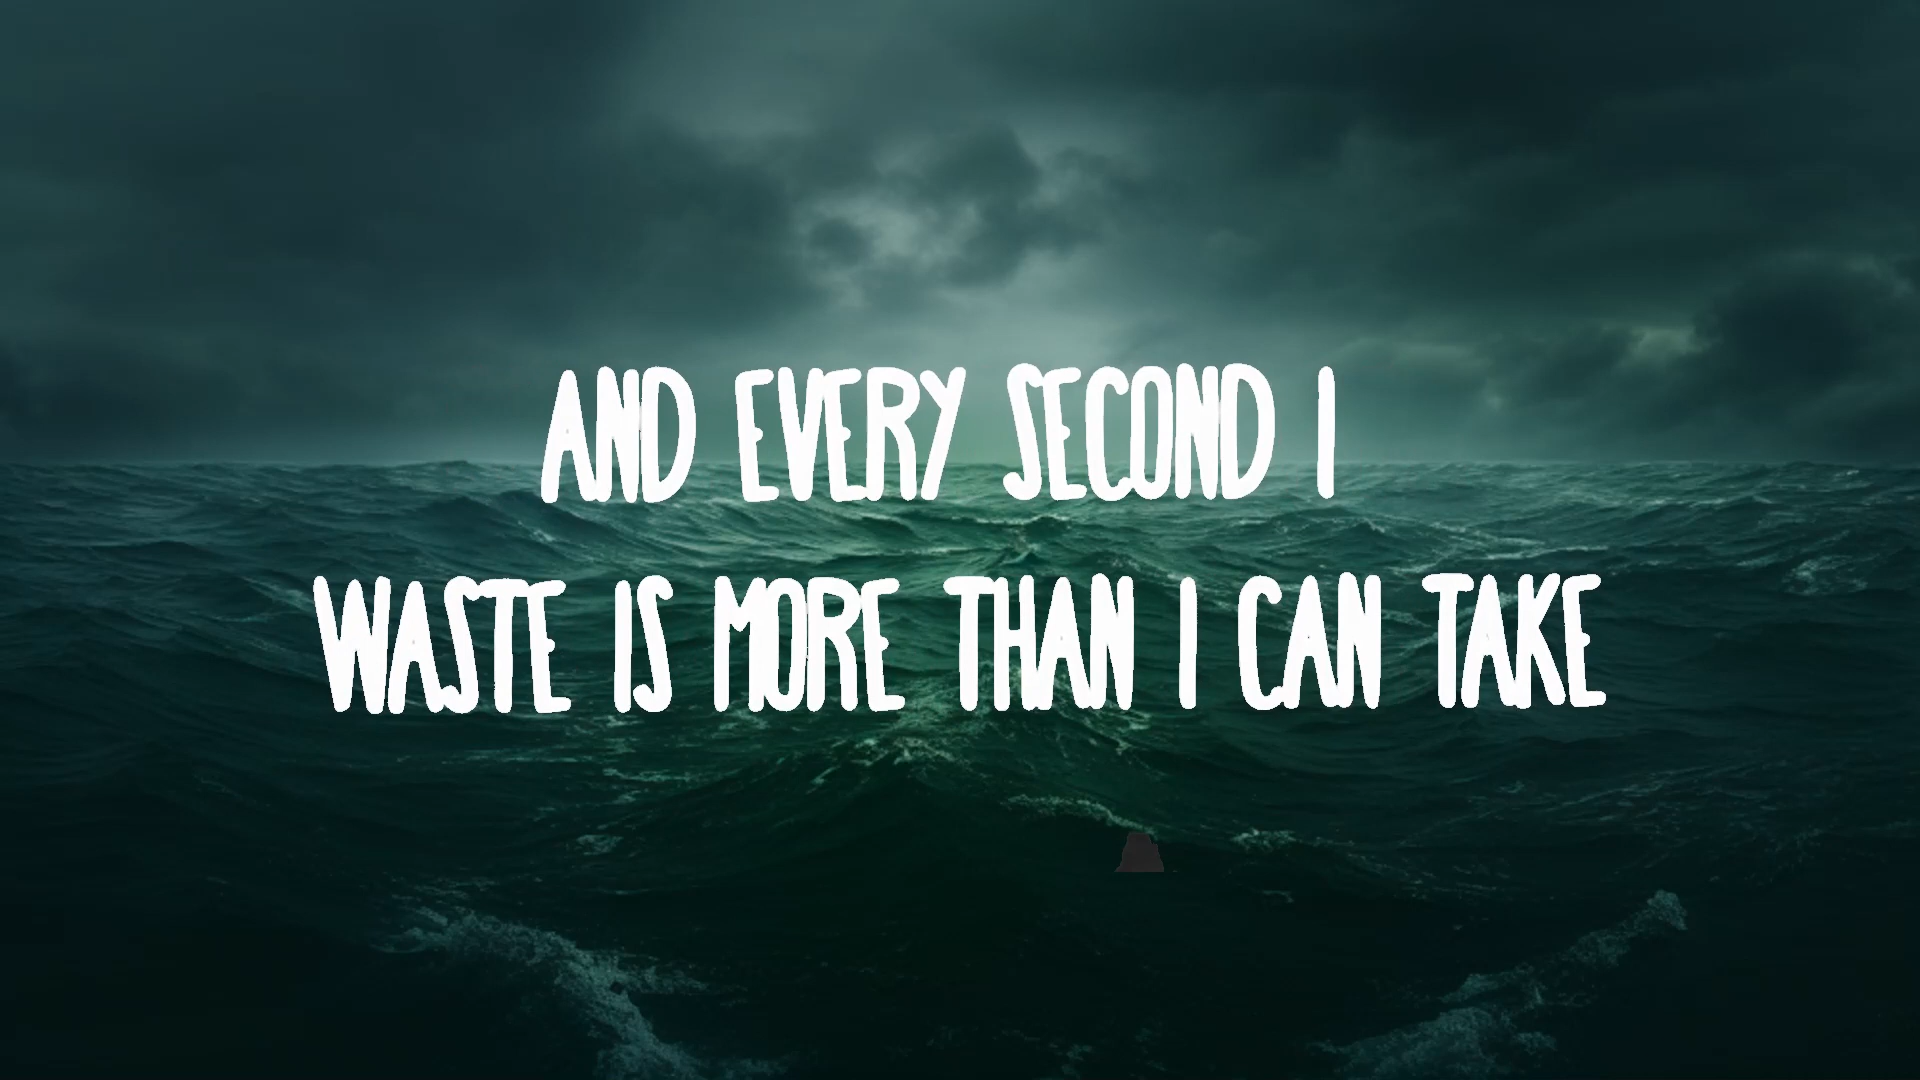 AND EVERY SECOND I
WASTE IS MORE THAN I CAN TAKE